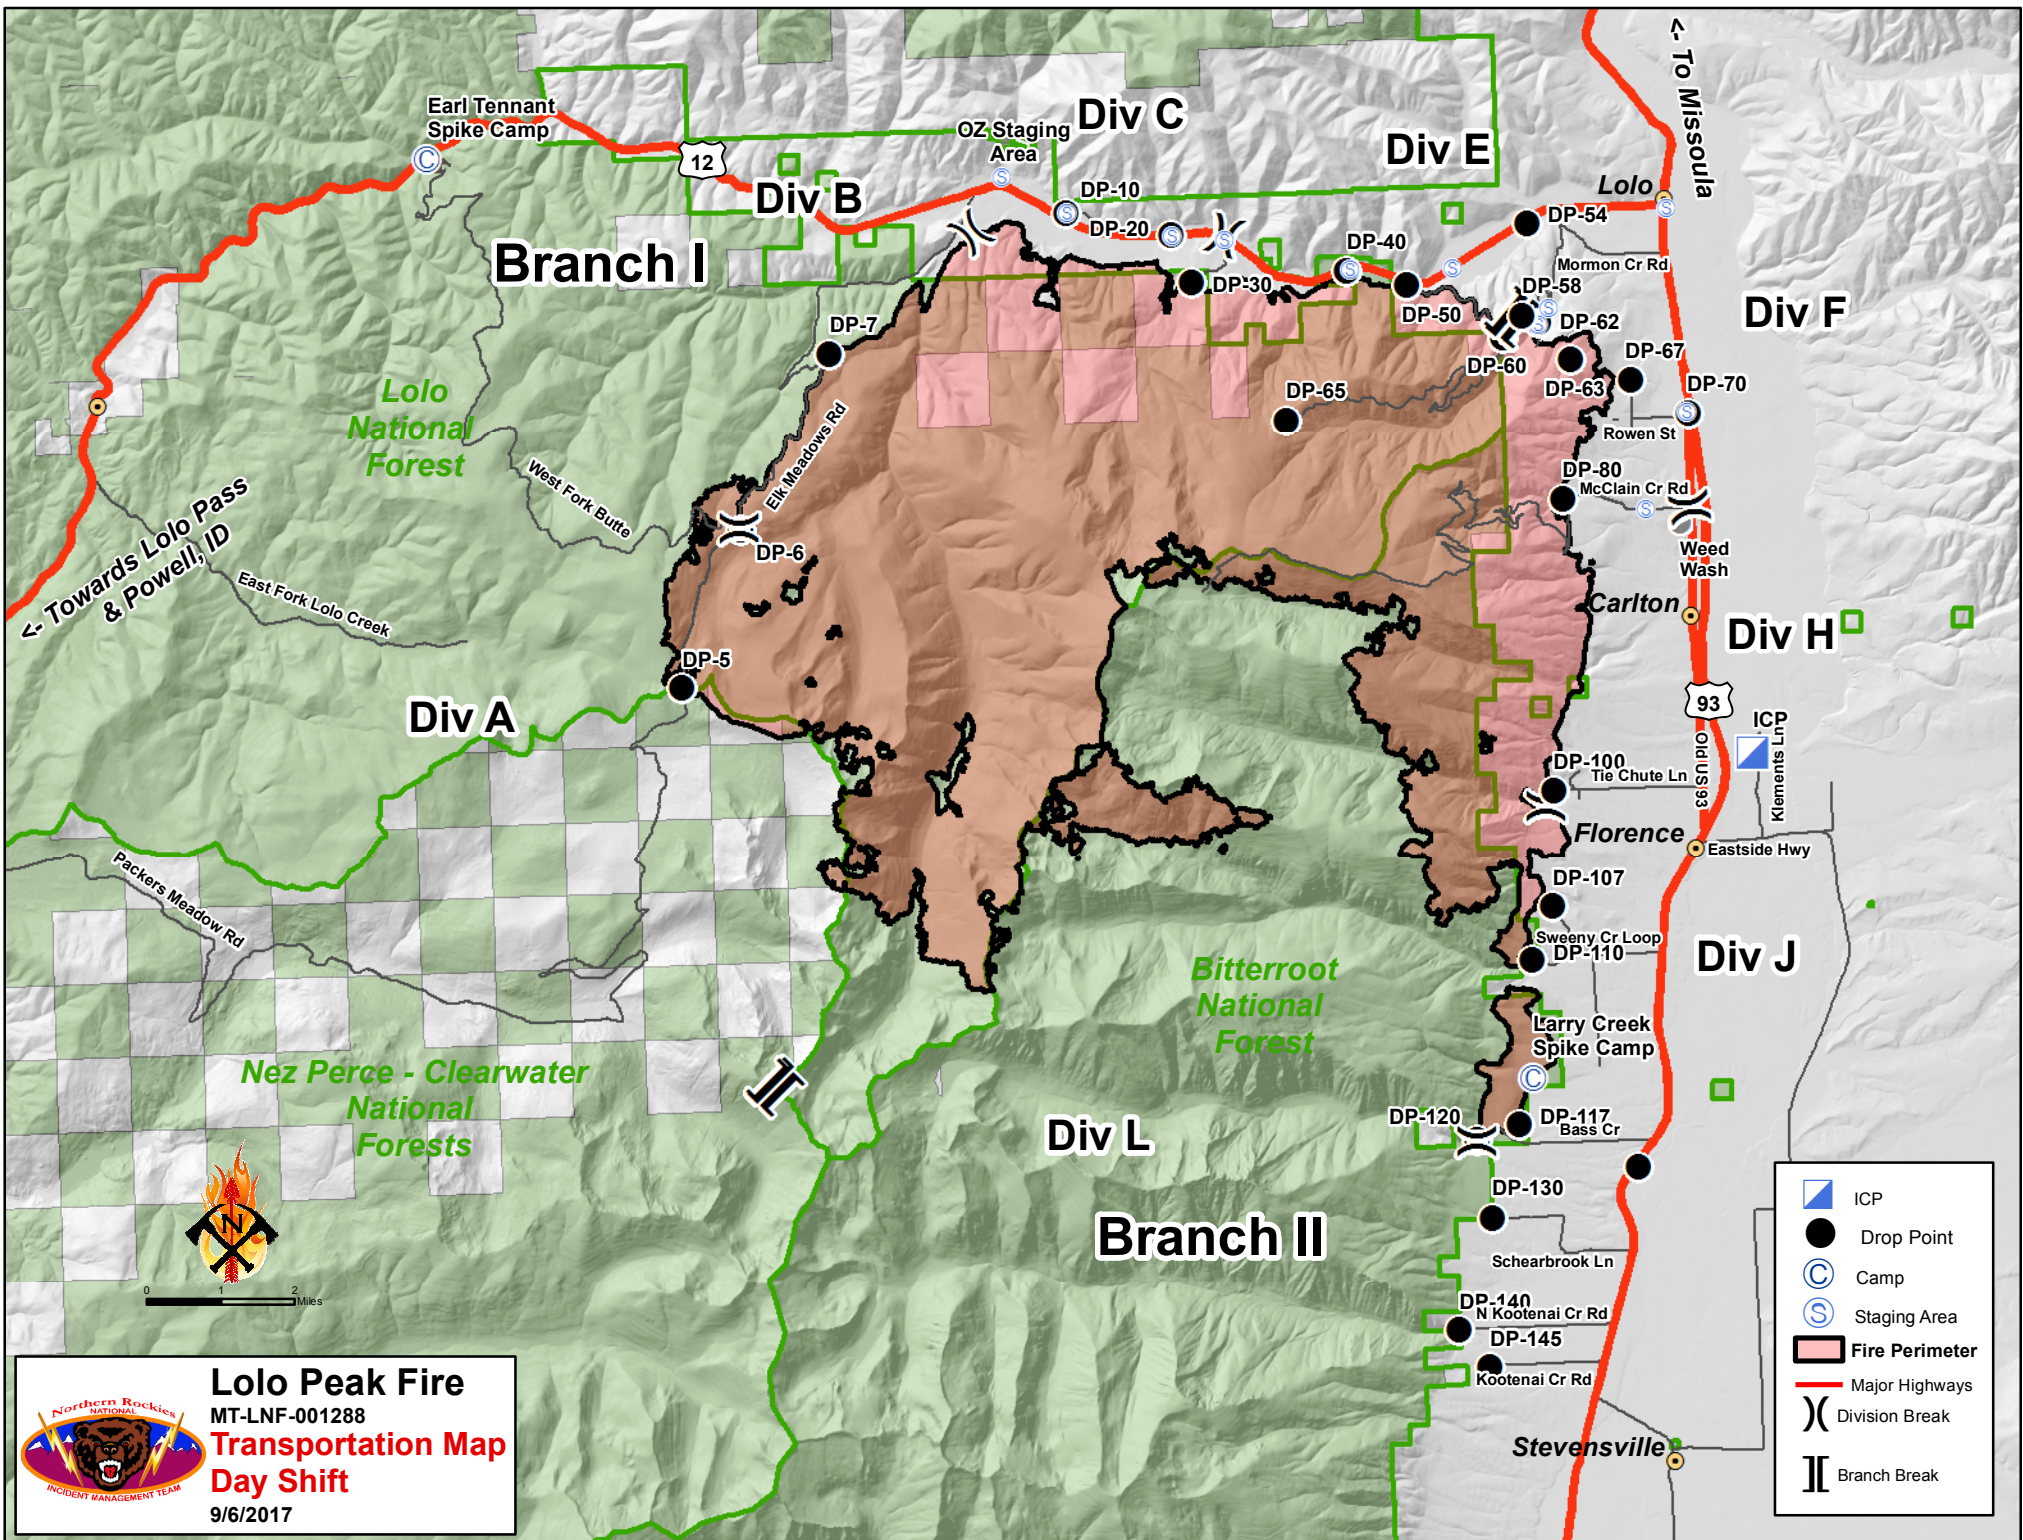 <- To Missoula
Earl Tennant
Spike Camp
Div C
OZ Staging
Area
Div E
12
Div B
DP-10
Lolo
DP-20
DP-54
Branch I
DP-40
Mormon Cr Rd
DP-30
DP-58
DP-50
Div F
DP-7
DP-62
DP-67
DP-60
DP-63
DP-70
Lolo
National
Forest
DP-65
Elk Meadows Rd
Rowen St
West Fork Butte
DP-80
McClain Cr Rd
<- Towards Lolo Pass
& Powell, ID
DP-6
Weed
Wash
East Fork Lolo Creek
Carlton
Div H
DP-5
Div A
93
ICP
Old US 93
Klements Ln
DP-100
Tie Chute Ln
Florence
Eastside Hwy
Packers Meadow Rd
DP-107
Sweeny Cr Loop
DP-110
Div J
Bitterroot
National
Forest
Larry Creek
Spike Camp
C
Nez Perce - Clearwater
National
Forests
DP-120
DP-117
Bass Cr
Div L
DP-130
Branch II
Schearbrook Ln
DP-140
N Kootenai Cr Rd
DP-145
Kootenai Cr Rd
Stevensville
N
0 1 2
Miles
Northern Rockies
NATIONAL
INCIDENT MANAGEMENT TEAM
Lolo Peak Fire
MT-LNF-001288
Transportation Map
Day Shift
9/6/2017
ICP
Drop Point
C Camp
S Staging Area
Fire Perimeter
Major Highways
Division Break
Branch Break